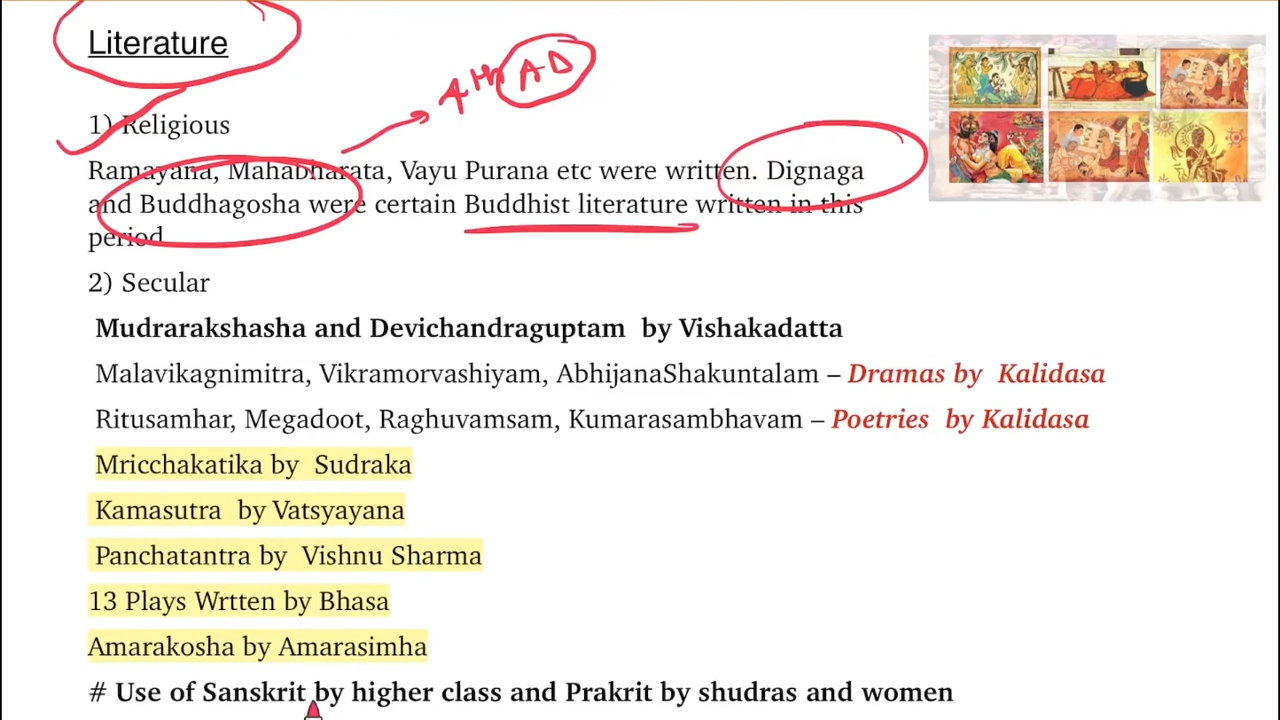 Literature
4th AD
1) Religious
Ramayana, Mahabharata, Vayu Purana etc were written. Dignaga
and Buddhagosha were certain Buddhist literature written in this
period
2) Secular
Mudrarakshasha and Devichandraguptam by Vishakadatta
Malavikagnimitra, Vikramorvashiyam, AbhijanaShakuntalam – Dramas by Kalidasa
Ritusamhar, Megadoot, Raghuvamsam, Kumarasambhavam – Poetries by Kalidasa
Mricchakatika by Sudraka
Kamasutra by Vatsyayana
Panchatantra by Vishnu Sharma
13 Plays Wrtten by Bhasa
Amarakosha by Amarasimha
# Use of Sanskrit by higher class and Prakrit by shudras and women